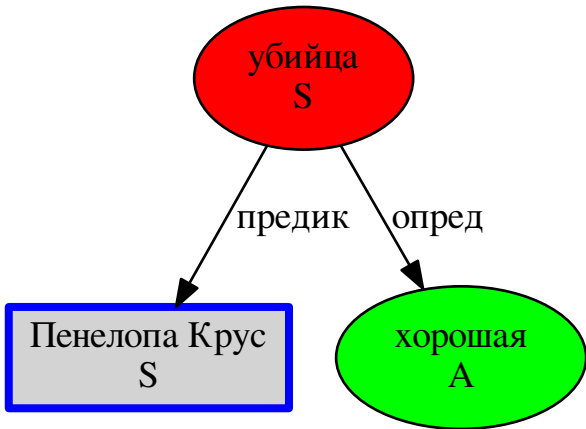 убийца
S
предик
опред
Пенелопа Крус
S
хорошая
A